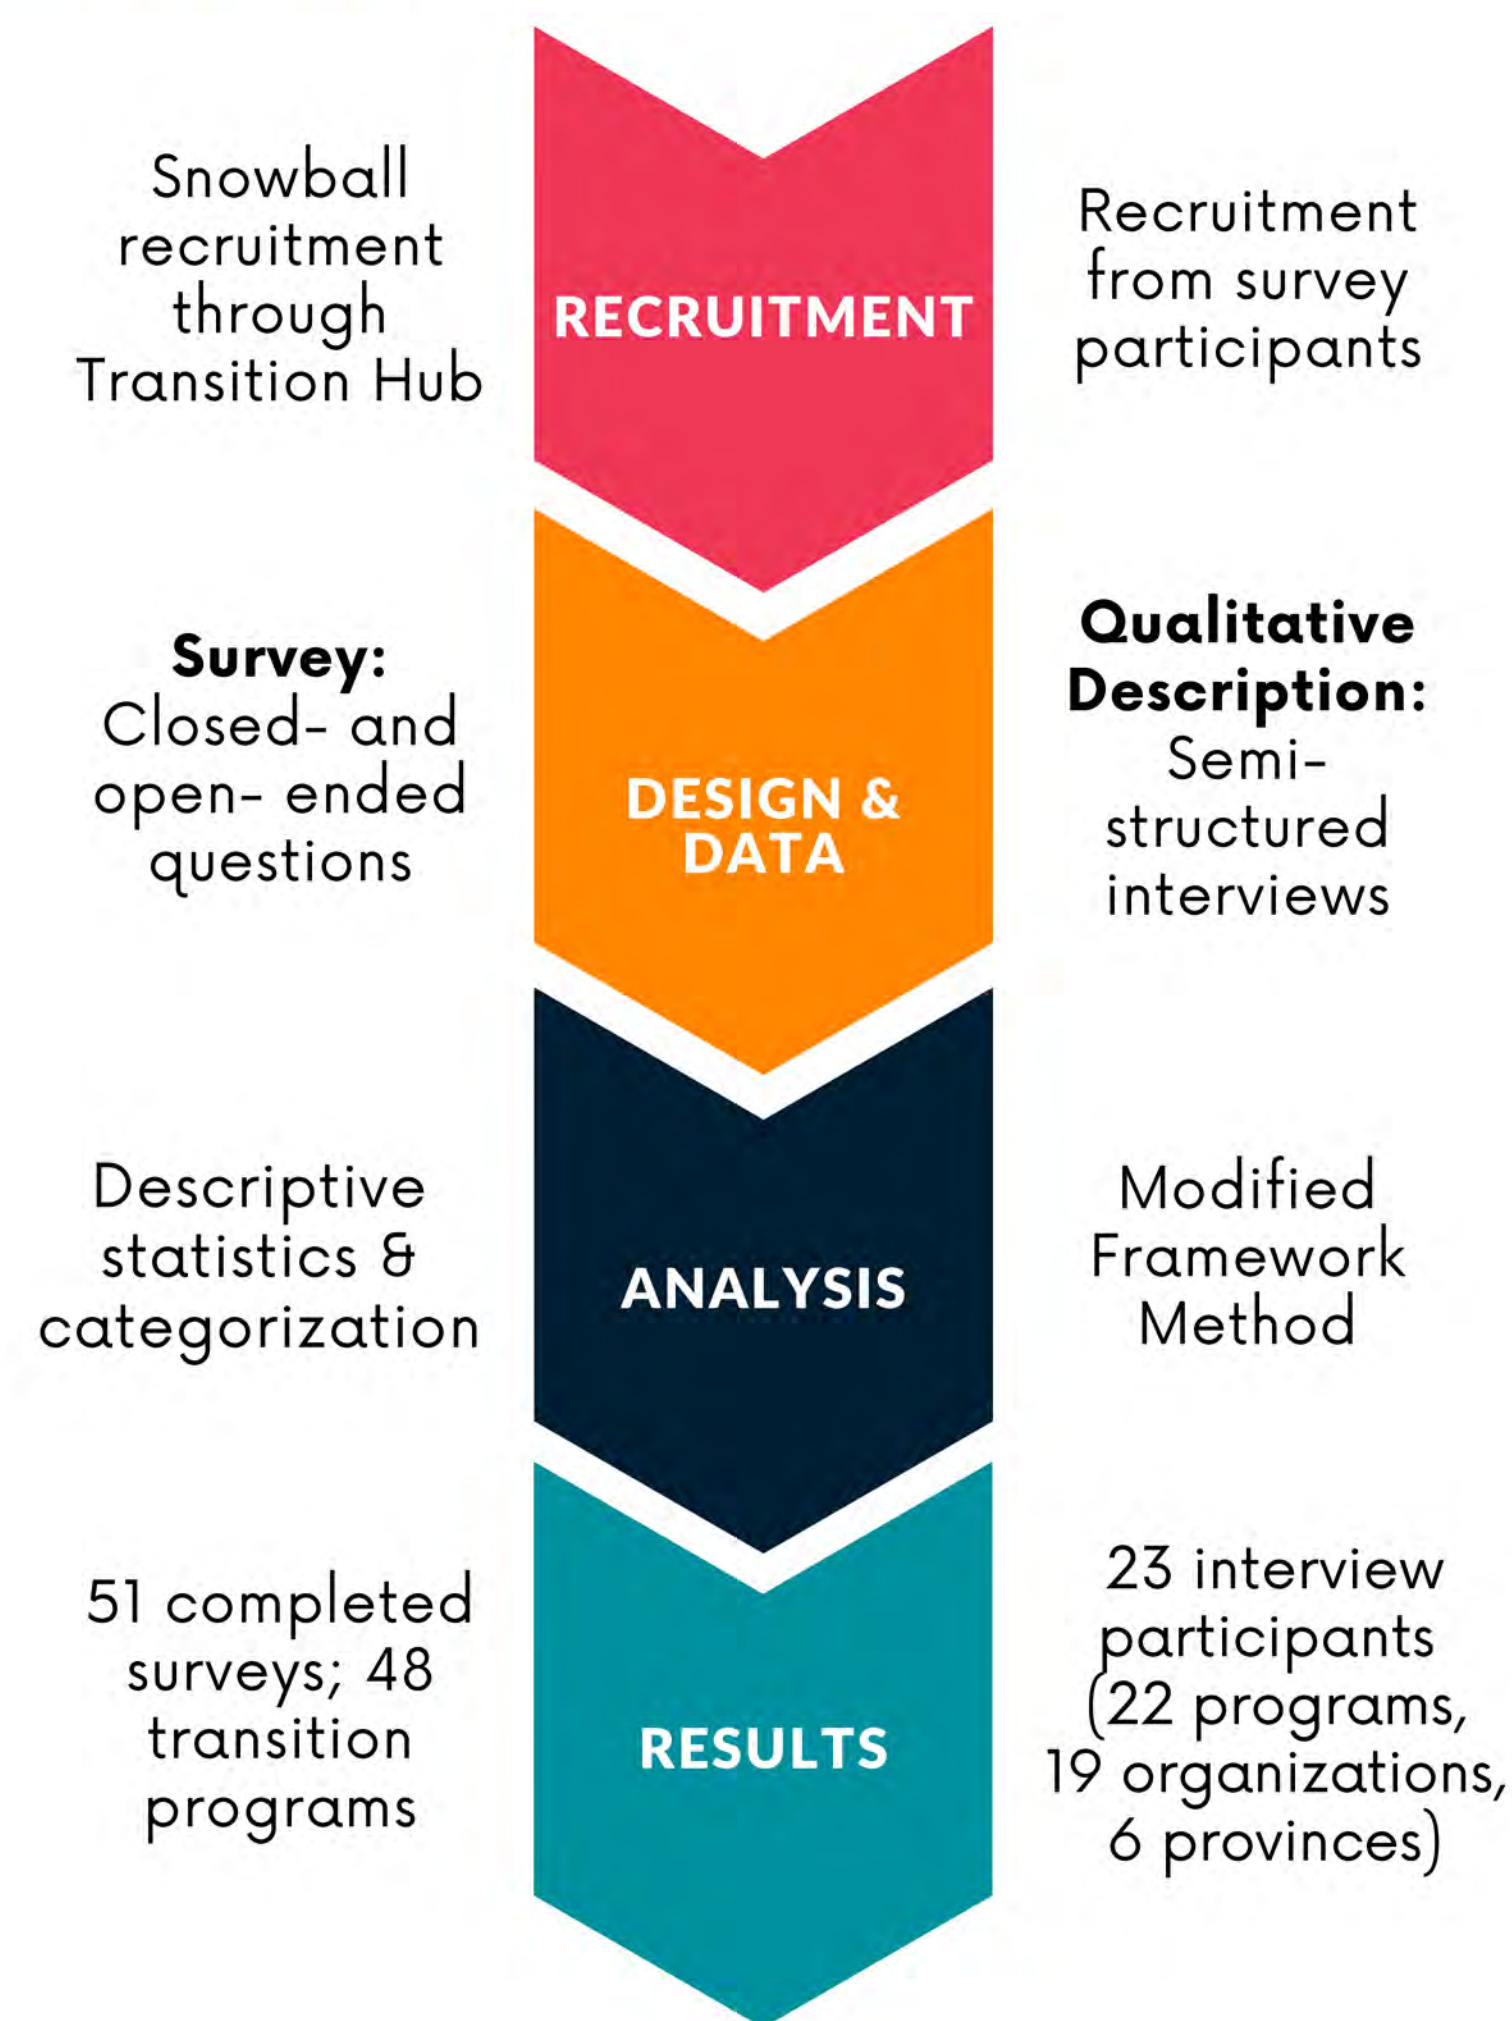 Snowball
recruitment
through
Transition Hub
RECRUITMENT
Recruitment
from survey
participants
Survey:
Closed- and
open- ended
questions
DESIGN &
DATA
Qualitative
Description:
Semi-
structured
interviews
Descriptive
statistics &
categorization
ANALYSIS
Modified
Framework
Method
51 completed
surveys; 48
transition
programs
RESULTS
23 interview
participants
(22 programs,
19 organizations,
6 provinces)